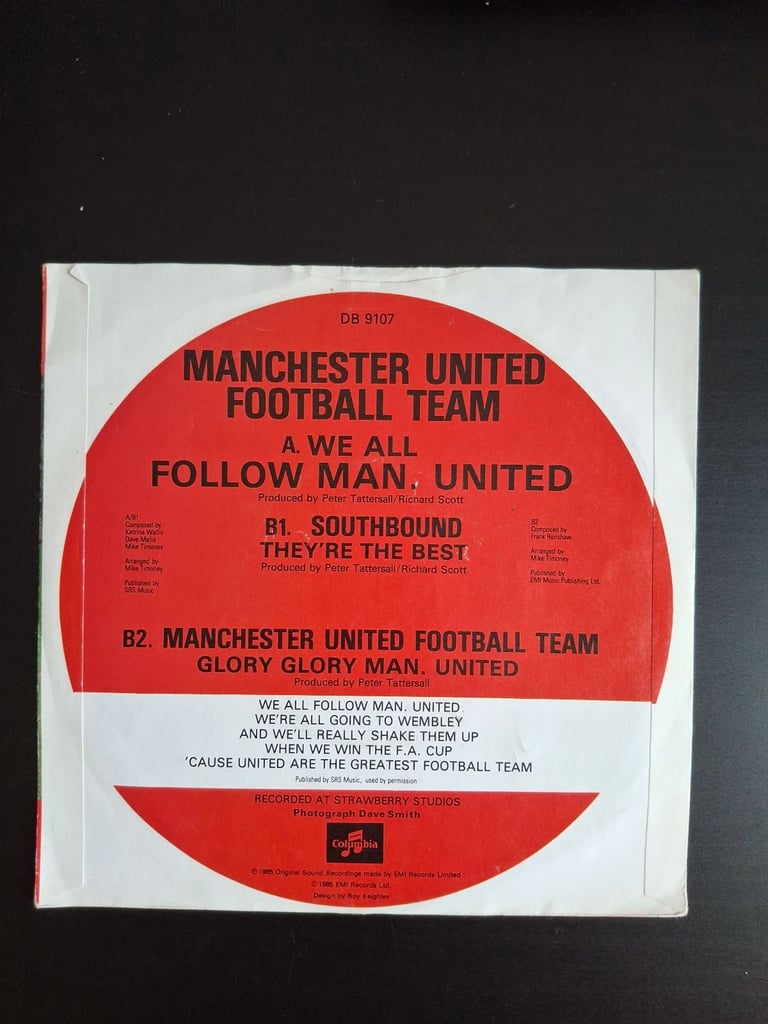 DB 9107
MANCHESTER UNITED
FOOTBALL TEAM
A. WE ALL
FOLLOW MAN. UNITED
Produced by Peter Tattersall/Richard Scott
A/B1
Composed by
Katrina Wallis
Dave Melia
Mike Timoney
Arranged by
Mike Timoney
Published by
SRS Music
B1. SOUTHBOUND
THEY'RE THE BEST
Produced by Peter Tattersall/Richard Scott
B2
Composed by
Frank Renshaw
Arranged by
Mike Timoney
Published by
EMI Music Publishing Ltd.
B2. MANCHESTER UNITED FOOTBALL TEAM
GLORY GLORY MAN. UNITED
Produced by Peter Tattersall
WE ALL FOLLOW MAN. UNITED
WE'RE ALL GOING TO WEMBLEY
AND WE'LL REALLY SHAKE THEM UP
WHEN WE WIN THE F.A. CUP
'CAUSE UNITED ARE THE GREATEST FOOTBALL TEAM
Published by SRS Music, used by permission
RECORDED AT STRAWBERRY STUDIOS
Photograph Dave Smith
Columbia
℗ 1985 Original Sound Recordings made by EMI Records Limited
© 1985 EMI Records Ltd.
Design by Roy Keighley